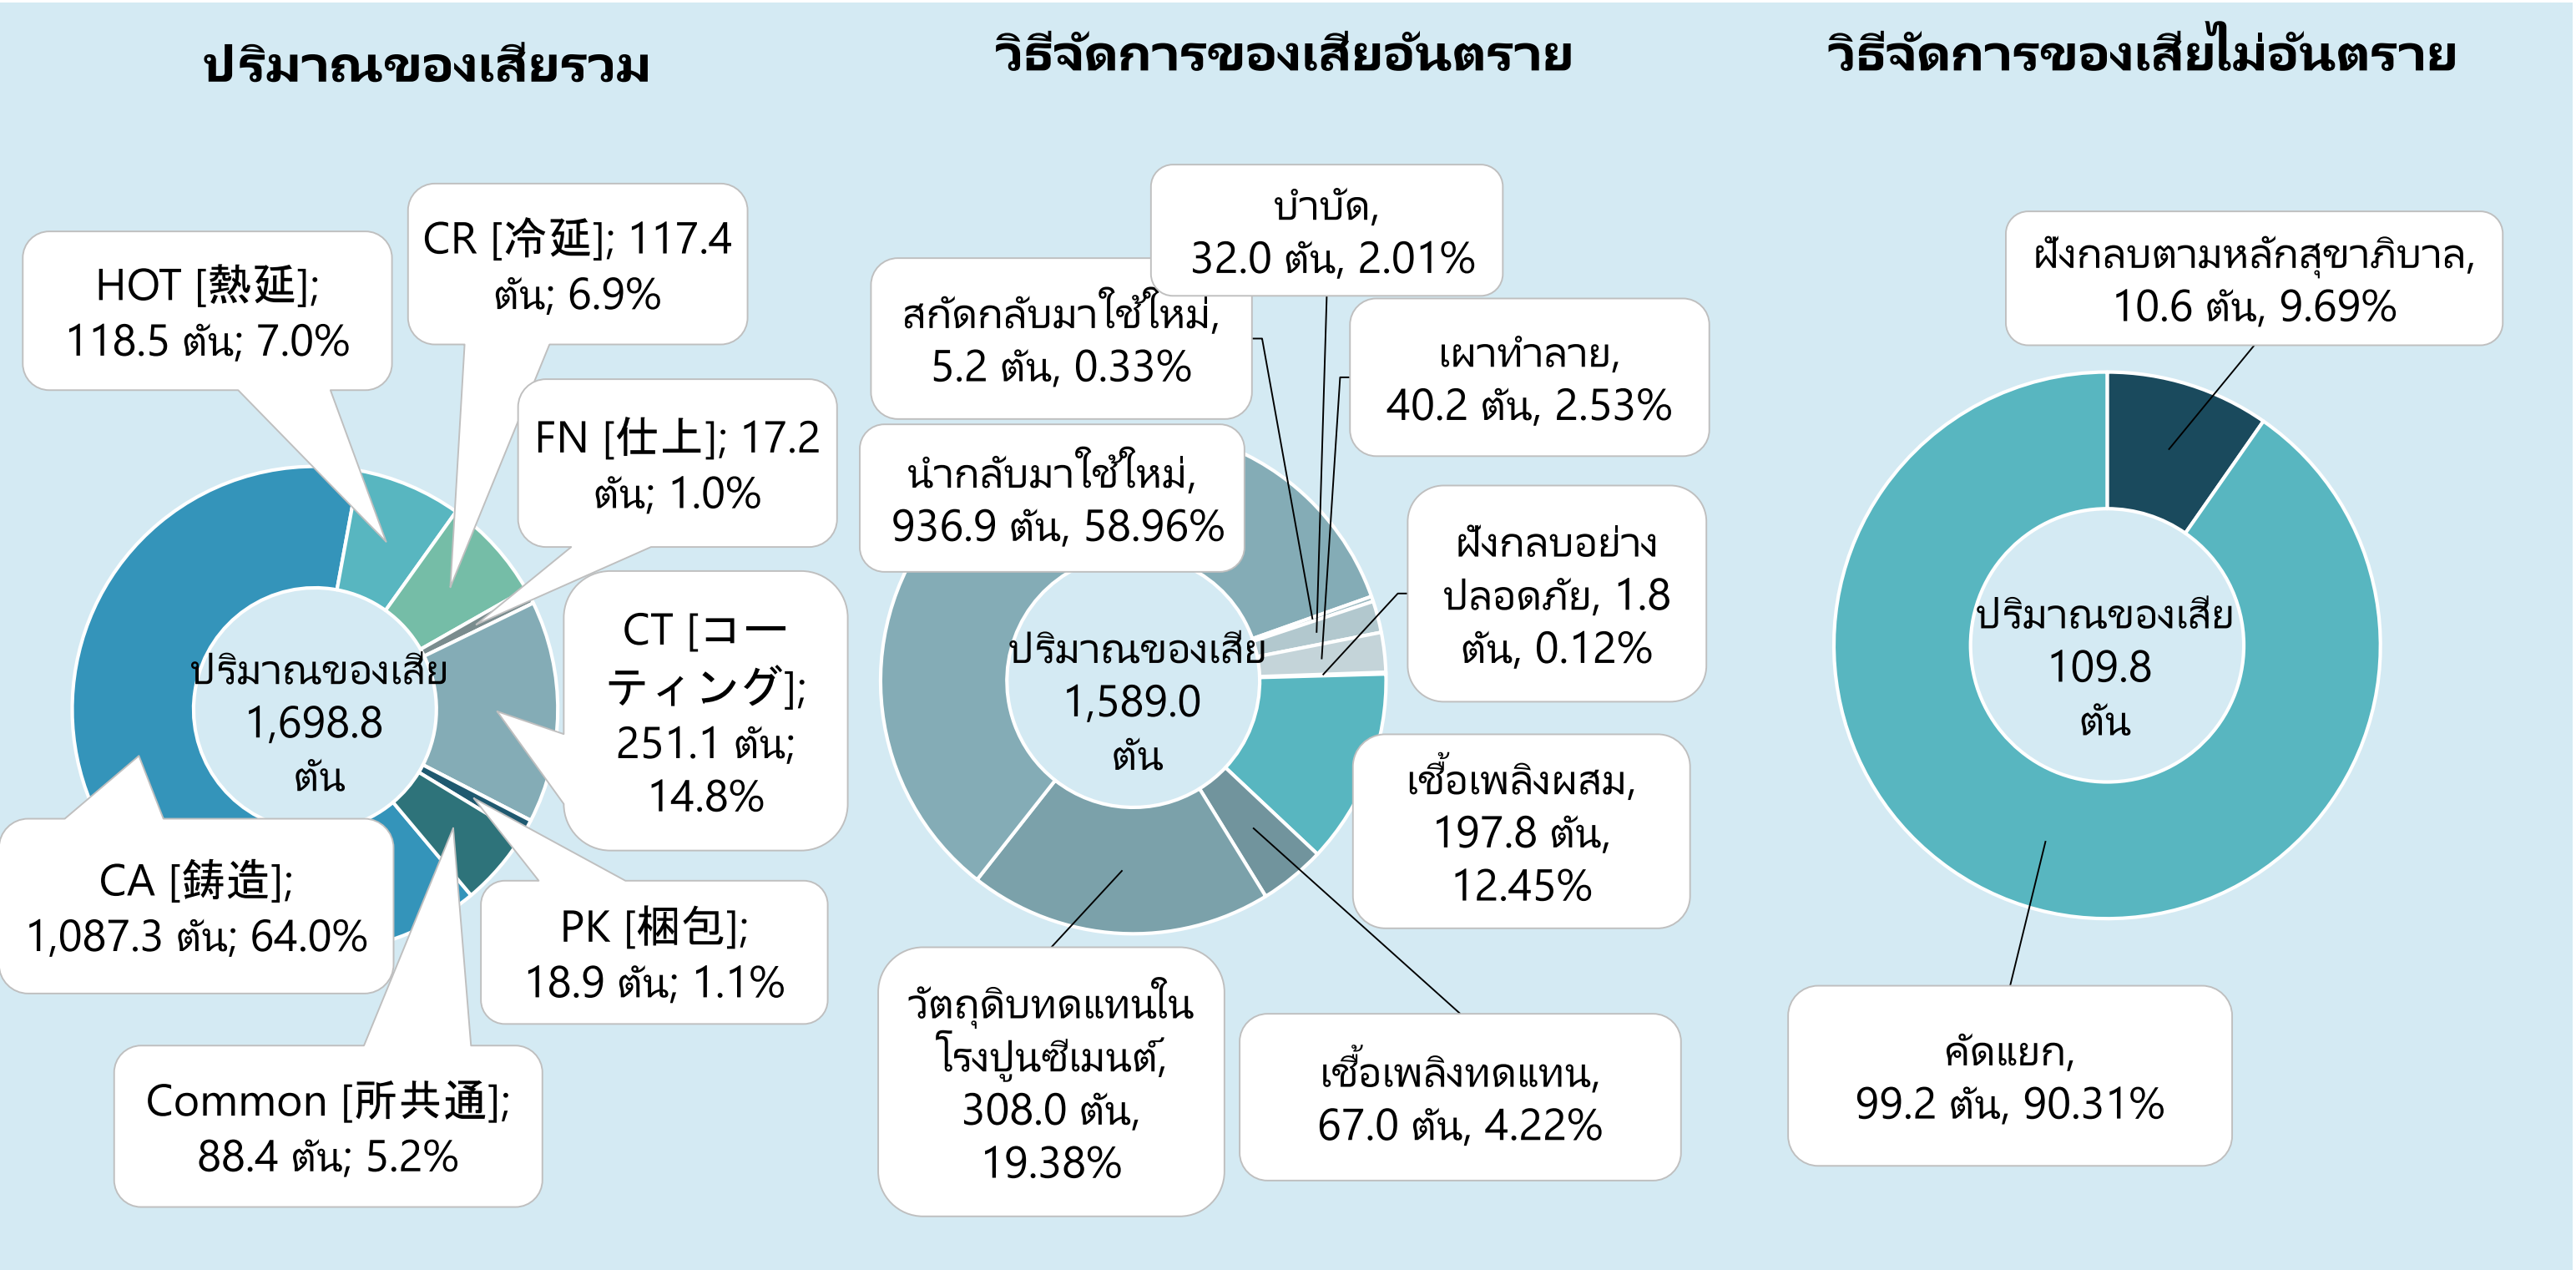 ปริมาณของเสียรวม
HOT [熱延];
118.5 ตัน; 7.0%
CR [冷延]; 117.4
ตัน; 6.9%
FN [仕上]; 17.2
ตัน; 1.0%
CT [コー
ティング];
251.1 ตัน;
14.8%
ปริมาณของเสีย
1,698.8
ตัน
CA [鋳造];
1,087.3 ตัน; 64.0%
PK [梱包];
18.9 ตัน; 1.1%
Common [所共通];
88.4 ตัน; 5.2%
วิธีจัดการของเสียอันตราย
บำบัด,
32.0 ตัน, 2.01%
สกัดกลับมาใช้ใหม่,
5.2 ตัน, 0.33%
เผาทำลาย,
40.2 ตัน, 2.53%
นำกลับมาใช้ใหม่,
936.9 ตัน, 58.96%
ฝังกลบอย่าง
ปลอดภัย, 1.8
ตัน, 0.12%
ปริมาณของเสีย
1,589.0
ตัน
เชื้อเพลิงผสม,
197.8 ตัน,
12.45%
วัตถุดิบทดแทนใน
โรงปูนซีเมนต์,
308.0 ตัน,
19.38%
เชื้อเพลิงทดแทน,
67.0 ตัน, 4.22%
วิธีจัดการของเสียไม่อันตราย
ฝังกลบตามหลักสุขาภิบาล,
10.6 ตัน, 9.69%
ปริมาณของเสีย
109.8
ตัน
คัดแยก,
99.2 ตัน, 90.31%